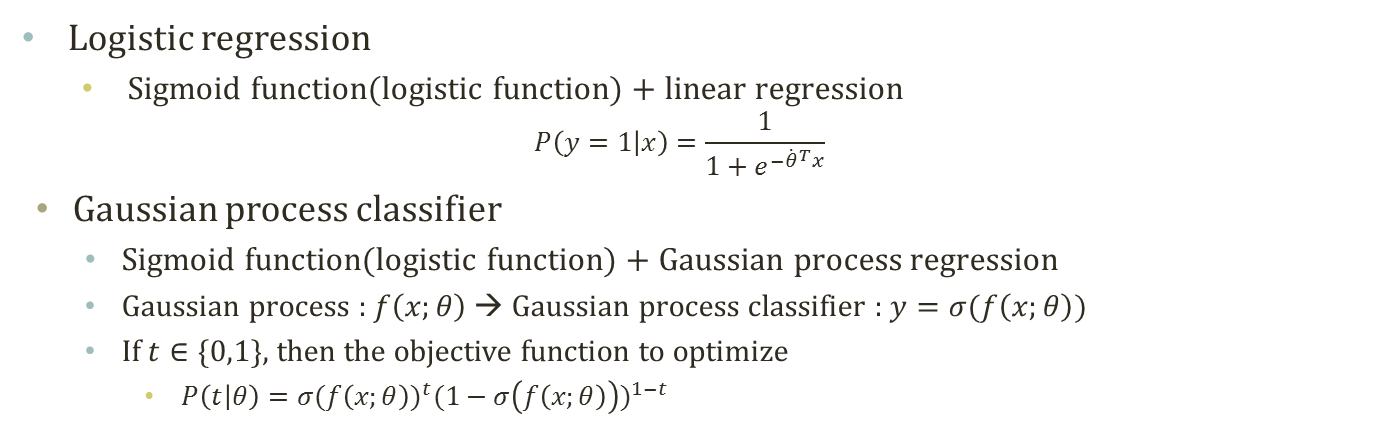 • Logistic regression
• Sigmoid function(logistic function) + linear regression
P(y = 1|x) = 1 / (1 + e^{−θ̇^T x})
• Gaussian process classifier
• Sigmoid function(logistic function) + Gaussian process regression
• Gaussian process : f(x; θ) → Gaussian process classifier : y = σ(f(x; θ))
• If t ∈ {0,1}, then the objective function to optimize
• P(t|θ) = σ(f(x; θ))^t (1 − σ(f(x; θ)))^{1−t}